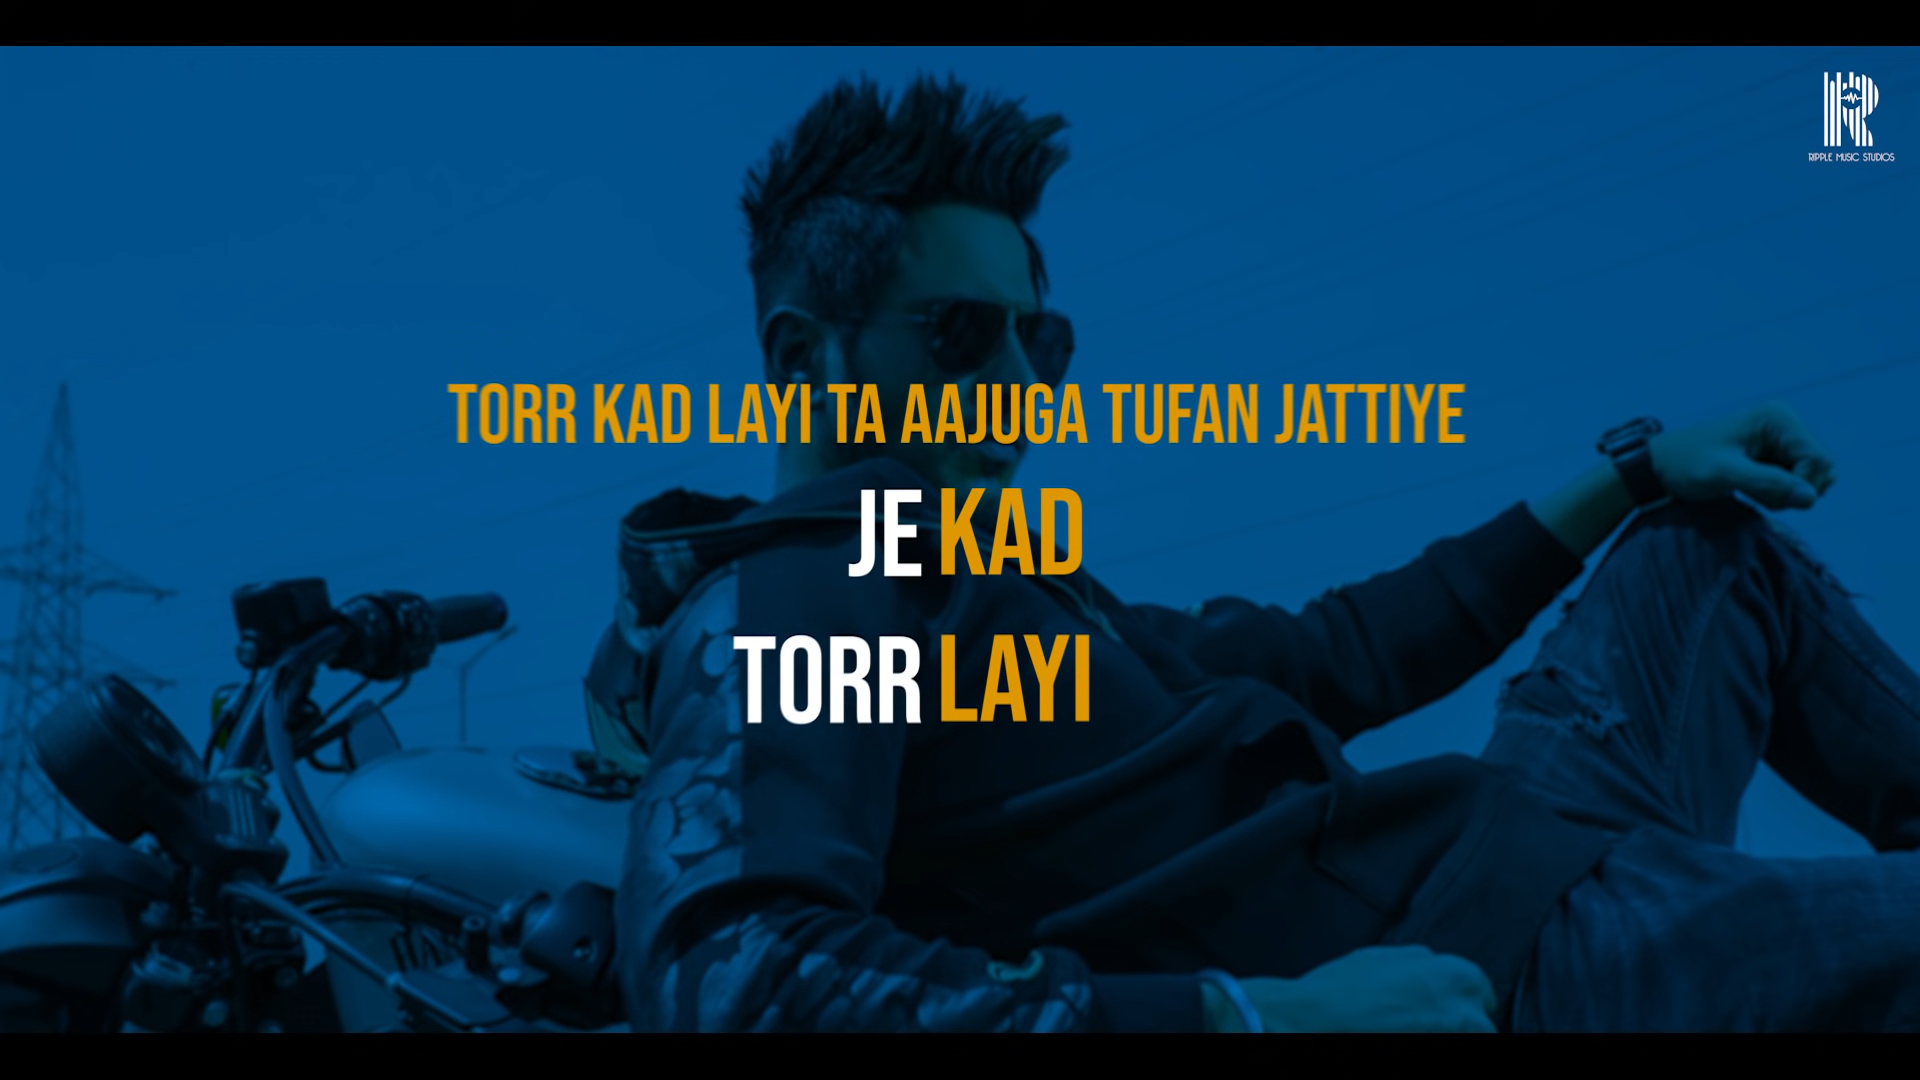 RIPPLE MUSIC STUDIOS
TORR KAD LAYI TA AAJUGA TUFAN JATTIYE
JE KAD
TORR LAYI